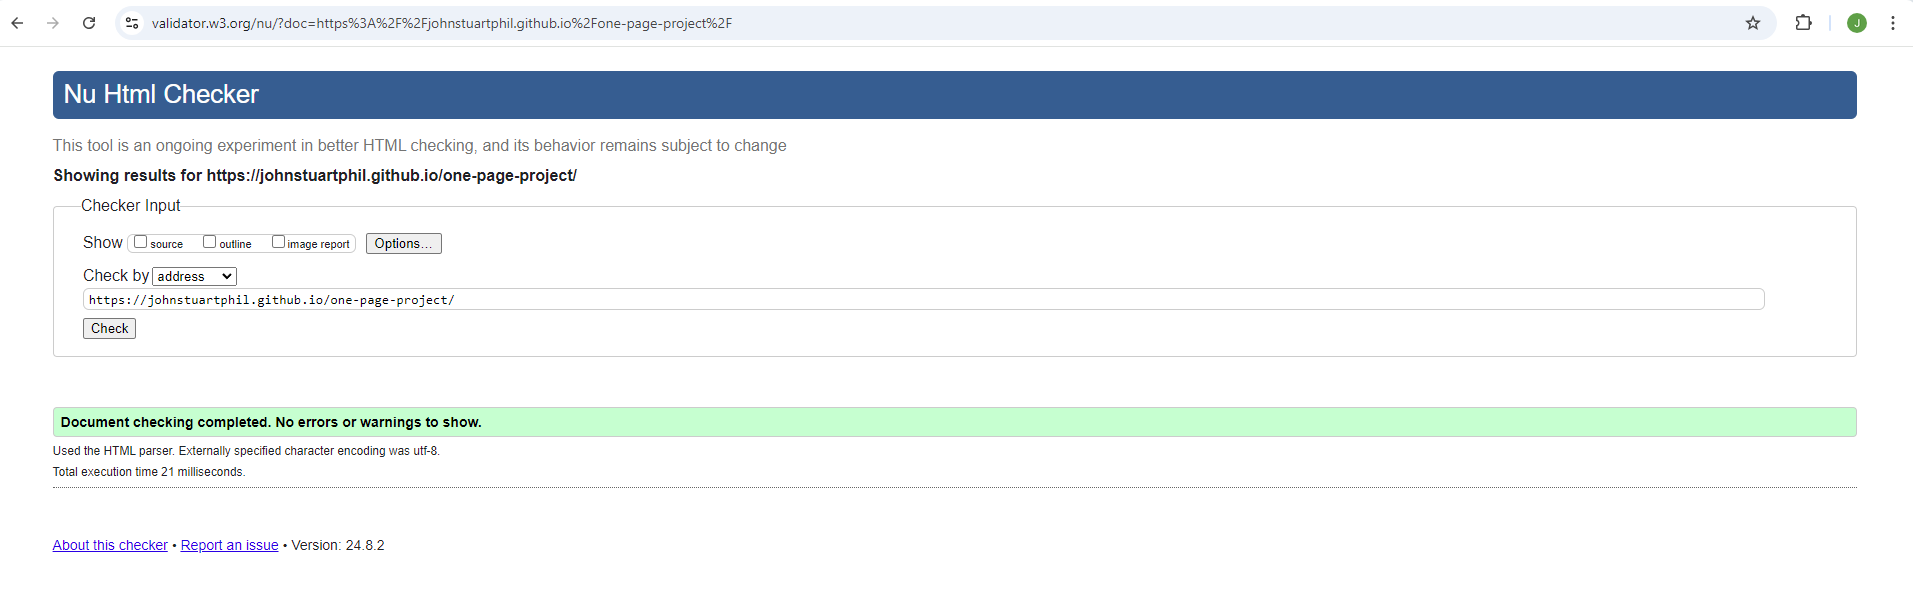 validator.w3.org/nu/?doc=https%3A%2F%2Fjohnstuartphil.github.io%2Fone-page-project%2F
J
Nu Html Checker
This tool is an ongoing experiment in better HTML checking, and its behavior remains subject to change
Showing results for https://johnstuartphil.github.io/one-page-project/
Checker Input
Show source outline image report Options...
Check by address
https://johnstuartphil.github.io/one-page-project/
Check
Document checking completed. No errors or warnings to show.
Used the HTML parser. Externally specified character encoding was utf-8.
Total execution time 21 milliseconds.
About this checker • Report an issue • Version: 24.8.2